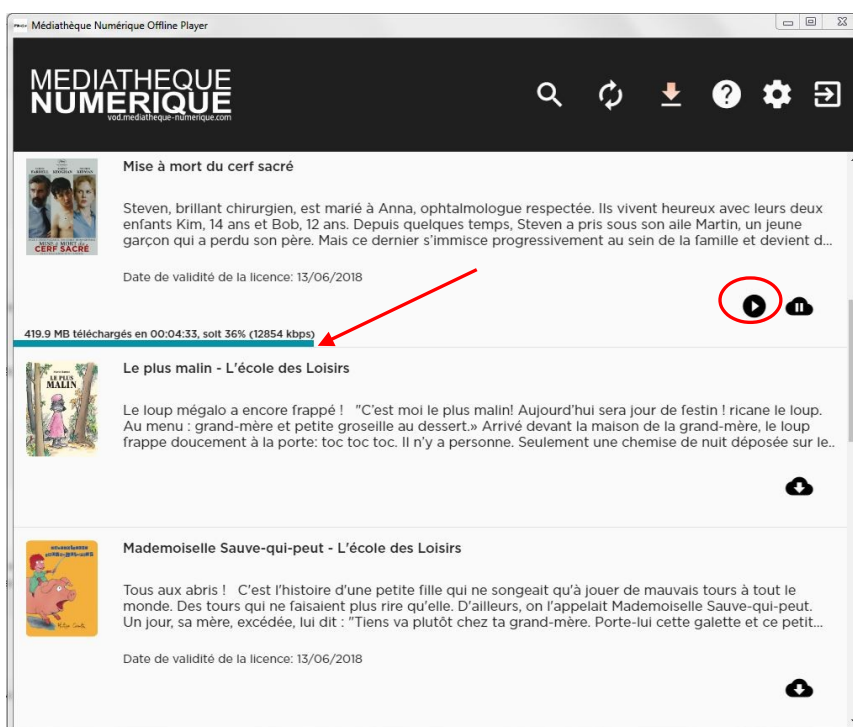 Médiathèque Numérique Offline Player
MEDIATHEQUE
NUMERIQUE
vod.mediatheque-numerique.com
Mise à mort du cerf sacré
Steven, brillant chirurgien, est marié à Anna, ophtalmologue respectée. Ils vivent heureux avec leurs deux
enfants Kim, 14 ans et Bob, 12 ans. Depuis quelques temps, Steven a pris sous son aile Martin, un jeune
garçon qui a perdu son père. Mais ce dernier s'immisce progressivement au sein de la famille et devient d...
MISE À MORT DU
CERF SACRÉ
Date de validité de la licence: 13/06/2018
419.9 MB téléchargés en 00:04:33, soit 36% (12854 kbps)
Le plus malin - L'école des Loisirs
LE PLUS
MALIN
Le loup mégalo a encore frappé !   "C'est moi le plus malin! Aujourd'hui sera jour de festin ! ricane le loup.
Au menu : grand-mère et petite groseille au dessert.» Arrivé devant la maison de la grand-mère, le loup
frappe doucement à la porte: toc toc toc. Il n'y a personne. Seulement une chemise de nuit déposée sur le..
Mademoiselle Sauve-qui-peut - L'école des Loisirs
Tous aux abris !   C'est l'histoire d'une petite fille qui ne songeait qu'à jouer de mauvais tours à tout le
monde. Des tours qui ne faisaient plus rire qu'elle. D'ailleurs, on l'appelait Mademoiselle Sauve-qui-peut.
Un jour, sa mère, excédée, lui dit : "Tiens va plutôt chez ta grand-mère. Porte-lui cette galette et ce petit...
Date de validité de la licence: 13/06/2018